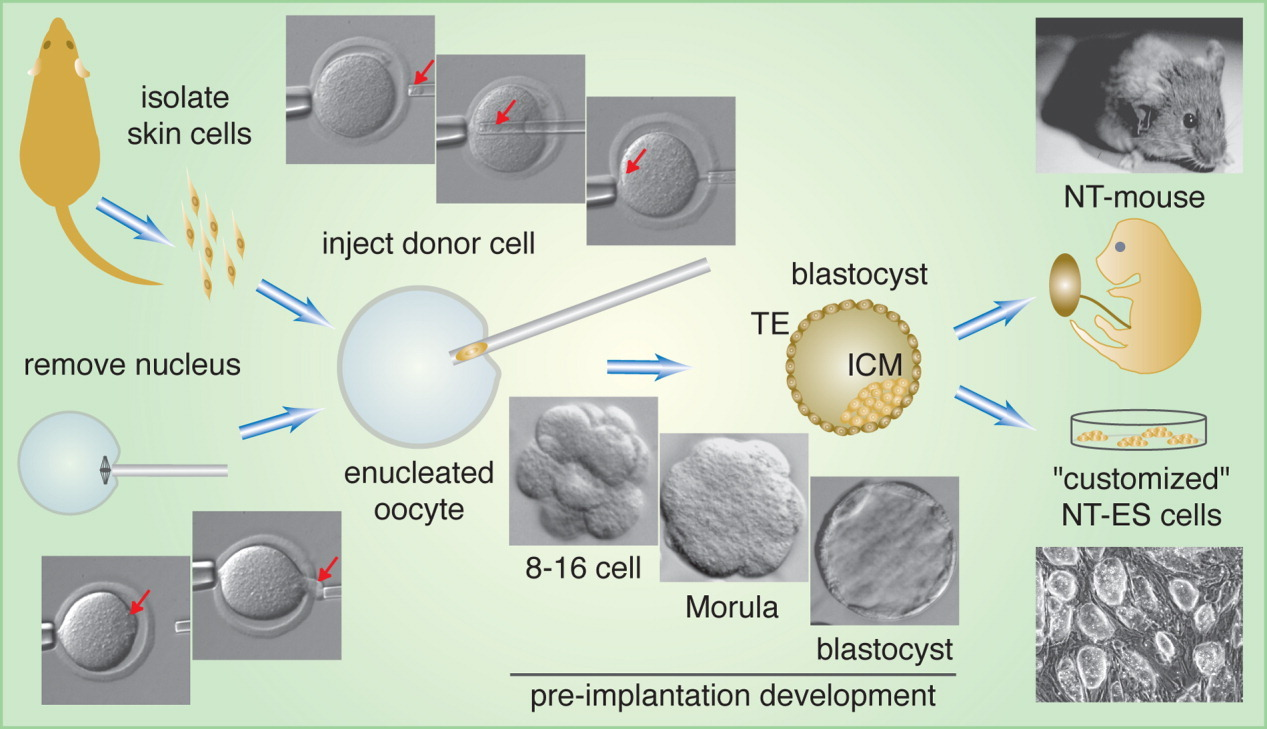 isolate
skin cells
inject donor cell
remove nucleus
enucleated
oocyte
blastocyst
TE
ICM
8-16 cell
Morula
blastocyst
pre-implantation development
NT-mouse
"customized"
NT-ES cells